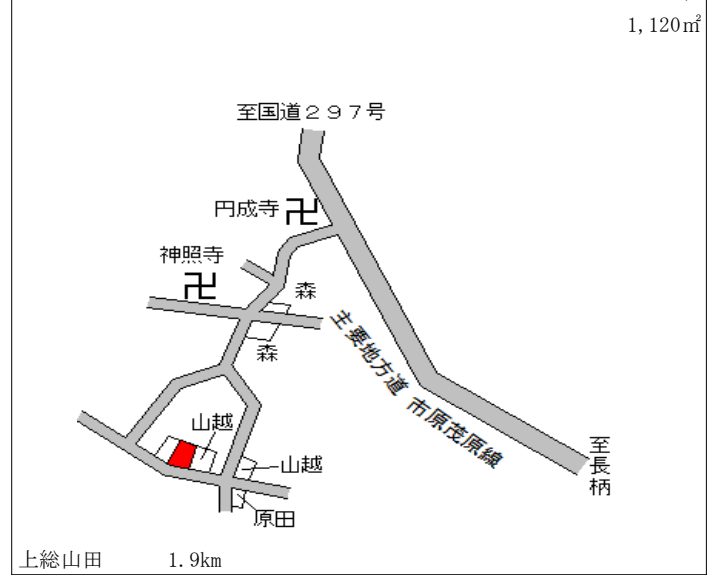 1,120㎡
至国道２９７号
円成寺
神照寺
森
森
主要地方道 市原茂原線
山越
山越
至長柄
原田
上総山田 1.9km